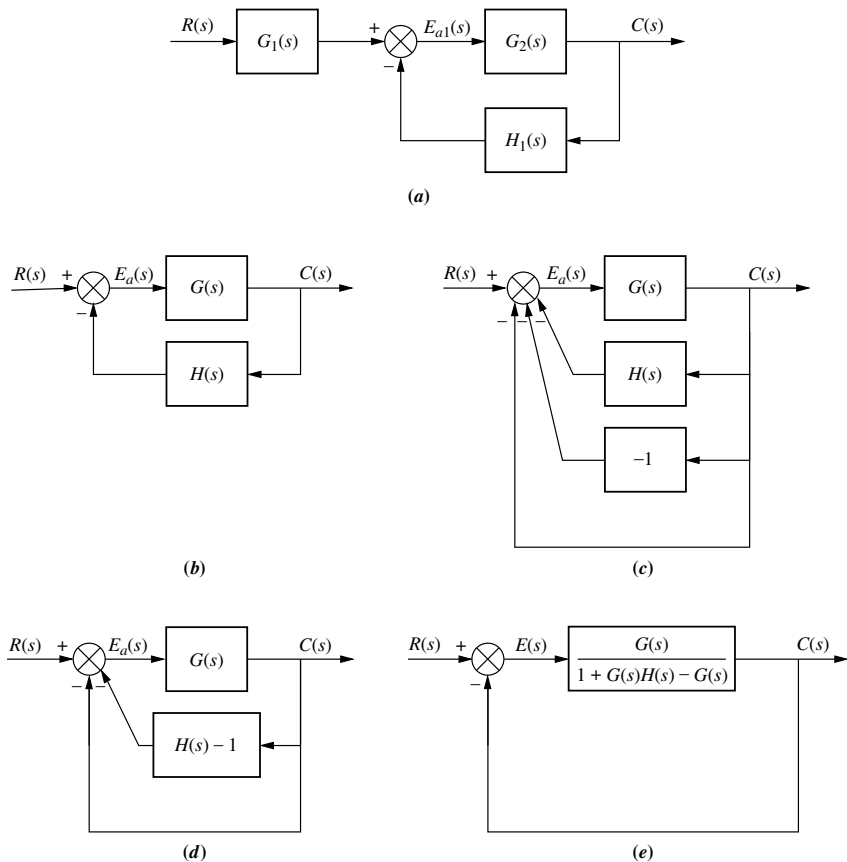 R(s) + G₁(s) Eₐ₁(s) G₂(s) C(s)
−
H₁(s)
(a)
R(s) + Eₐ(s) G(s) C(s)
−
H(s)
(b)
R(s) + Eₐ(s) G(s) C(s)
− − −
H(s)
−1
(c)
R(s) + Eₐ(s) G(s) C(s)
− −
H(s) − 1
(d)
R(s) + E(s) G(s) C(s)
1 + G(s)H(s) − G(s)
−
(e)